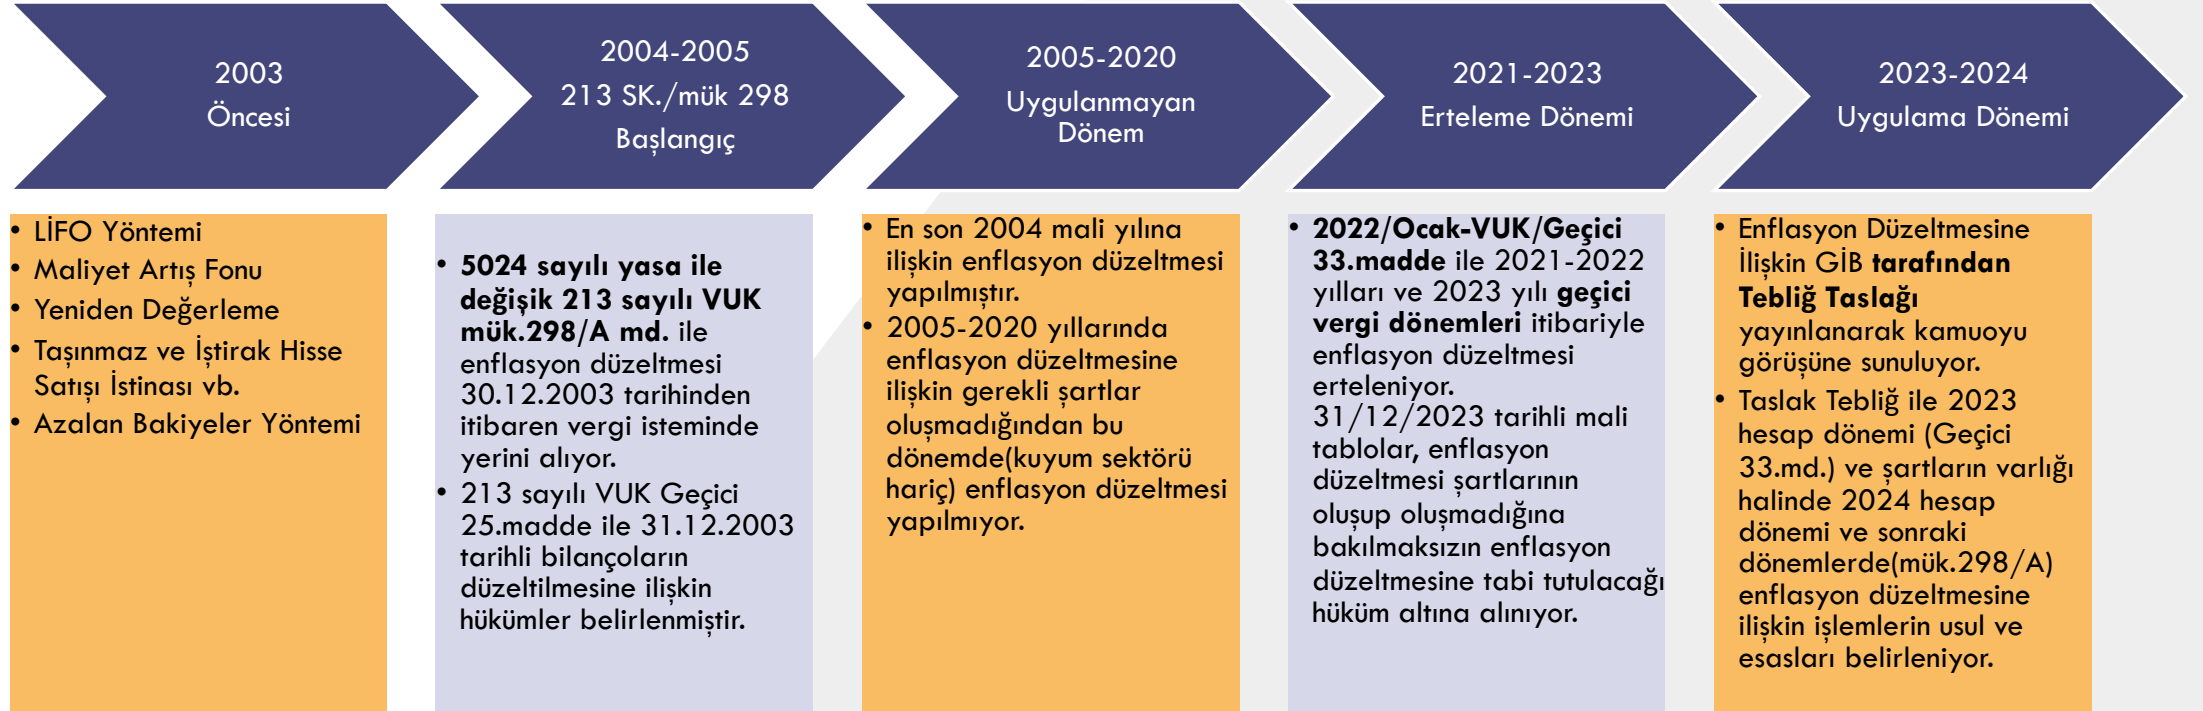 2003
Öncesi
2004-2005
213 SK./mük 298
Başlangıç
2005-2020
Uygulanmayan
Dönem
2021-2023
Erteleme Dönemi
2023-2024
Uygulama Dönemi
• LİFO Yöntemi
• Maliyet Artış Fonu
• Yeniden Değerleme
• Taşınmaz ve İştirak Hisse
Satışı İstinası vb.
• Azalan Bakiyeler Yöntemi
• 5024 sayılı yasa ile
değişik 213 sayılı VUK
mük.298/A md. ile
enflasyon düzeltmesi
30.12.2003 tarihinden
itibaren vergi isteminde
yerini alıyor.
• 213 sayılı VUK Geçici
25.madde ile 31.12.2003
tarihli bilançoların
düzeltilmesine ilişkin
hükümler belirlenmiştir.
• En son 2004 mali yılına
ilişkin enflasyon düzeltmesi
yapılmıştır.
• 2005-2020 yıllarında
enflasyon düzeltmesine
ilişkin gerekli şartlar
oluşmadığından bu
dönemde(kuyum sektörü
hariç) enflasyon düzeltmesi
yapılmıyor.
• 2022/Ocak-VUK/Geçici
33.madde ile 2021-2022
yılları ve 2023 yılı geçici
vergi dönemleri itibariyle
enflasyon düzeltmesi
erteleniyor.
31/12/2023 tarihli mali
tablolar, enflasyon
düzeltmesi şartlarının
oluşup oluşmadığına
bakılmaksızın enflasyon
düzeltmesine tabi tutulacağı
hüküm altına alınıyor.
• Enflasyon Düzeltmesine
İlişkin GİB tarafından
Tebliğ Taslağı
yayınlanarak kamuoyu
görüşüne sunuluyor.
• Taslak Tebliğ ile 2023
hesap dönemi (Geçici
33.md.) ve şartların varlığı
halinde 2024 hesap
dönemi ve sonraki
dönemlerde(mük.298/A)
enflasyon düzeltmesine
ilişkin işlemlerin usul ve
esasları belirleniyor.